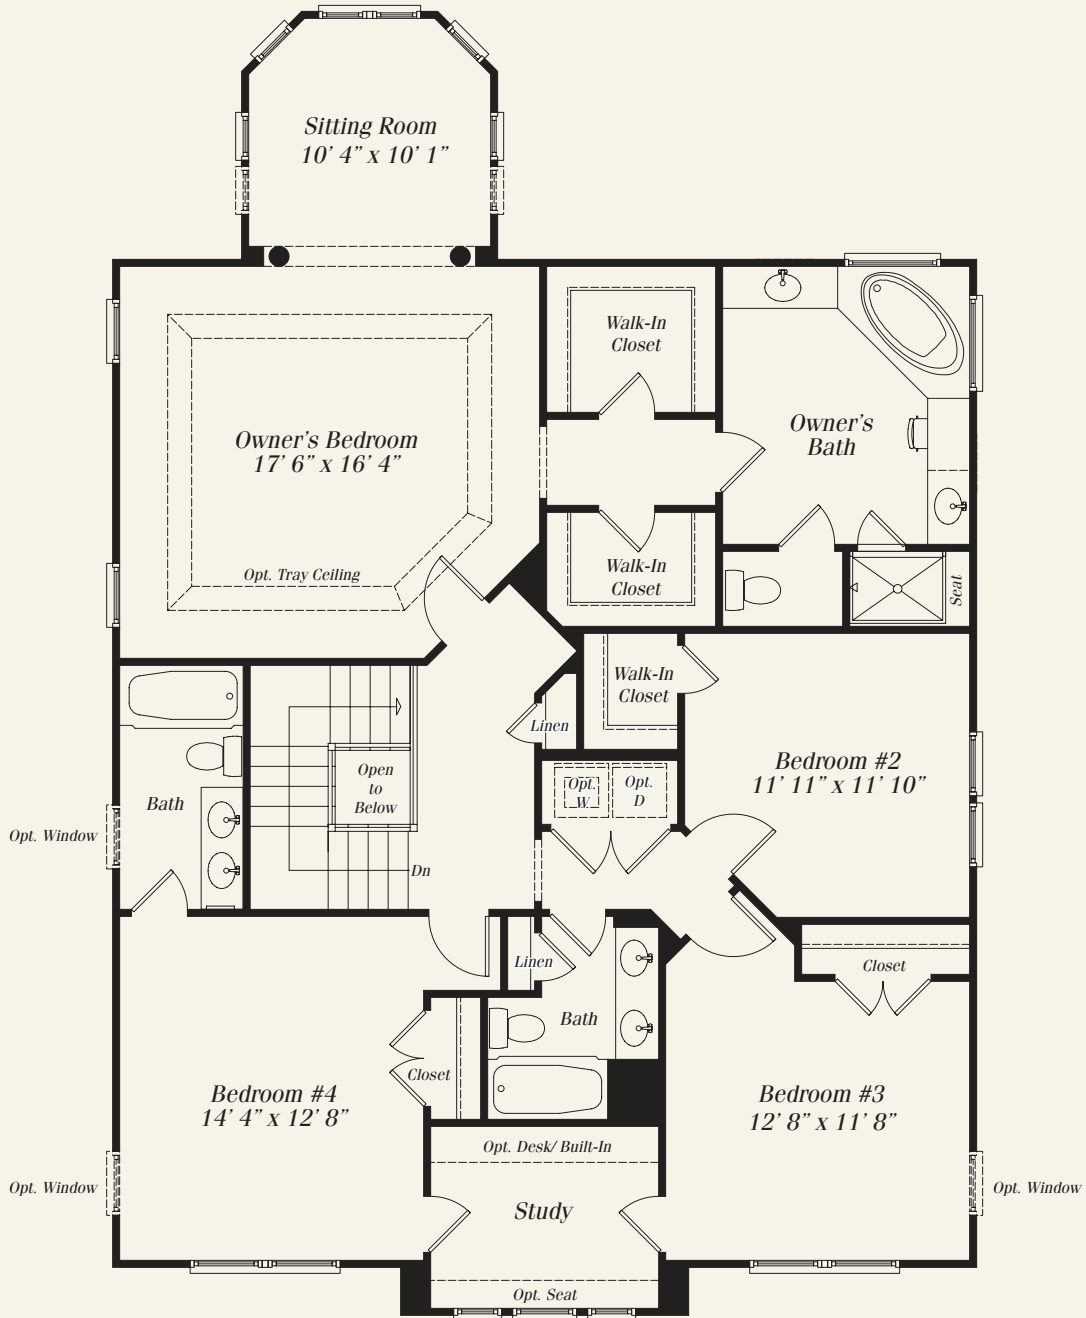 Sitting Room
10’ 4” x 10’ 1”
Walk-In
Closet
Owner’s Bedroom
17’ 6” x 16’ 4”
Owner’s
Bath
Opt. Tray Ceiling
Walk-In
Closet
Seat
Walk-In
Closet
Linen
Bedroom #2
11’ 11” x 11’ 10”
Open
to
Below
Opt.
W
Opt.
D
Bath
Opt. Window
Dn
Linen
Closet
Bath
Closet
Bedroom #4
14’ 4” x 12’ 8”
Bedroom #3
12’ 8” x 11’ 8”
Opt. Desk/ Built-In
Opt. Window
Study
Opt. Window
Opt. Seat